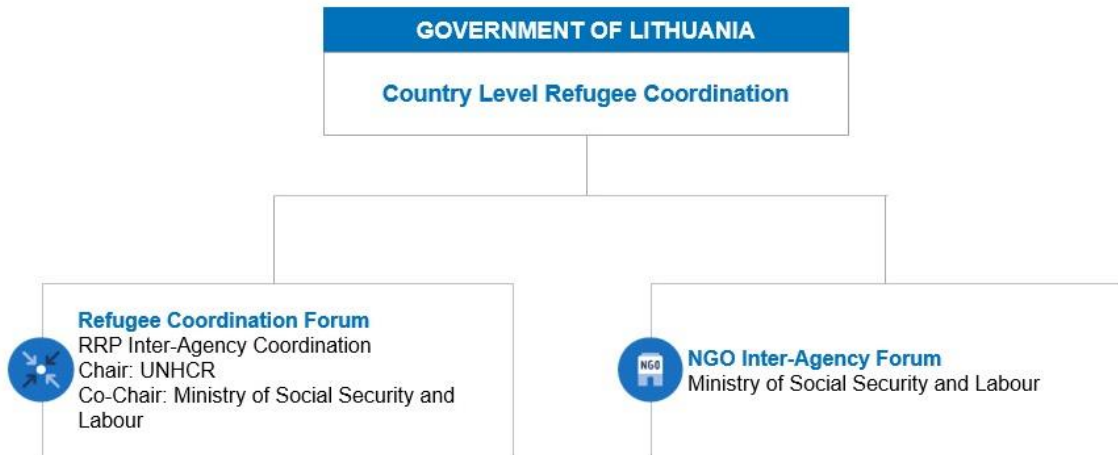 GOVERNMENT OF LITHUANIA
Country Level Refugee Coordination
Refugee Coordination Forum
RRP Inter-Agency Coordination
Chair: UNHCR
Co-Chair: Ministry of Social Security and
Labour
NGO
NGO Inter-Agency Forum
Ministry of Social Security and Labour